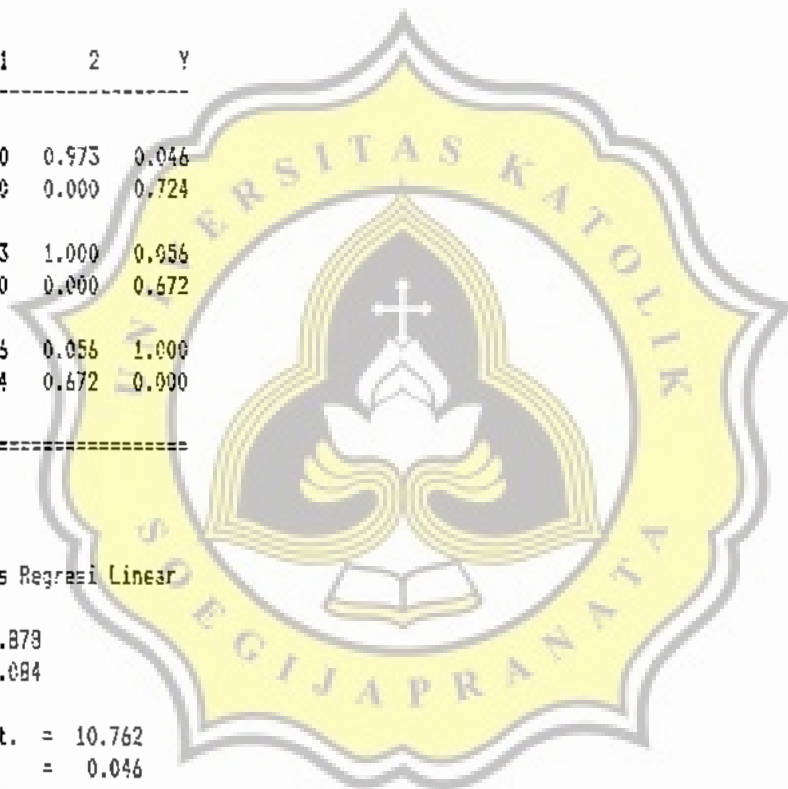 1 2 Y
0 0.973 0.046
0 0.000 0.724
3 1.000 0.056
0 0.000 0.672
6 0.056 1.000
4 0.672 0.000
s Regresi Linear
.878
.084
t. = 10.762
= 0.046
UNIVERSITAS KATOLIK
SOEGIJAPRANATA